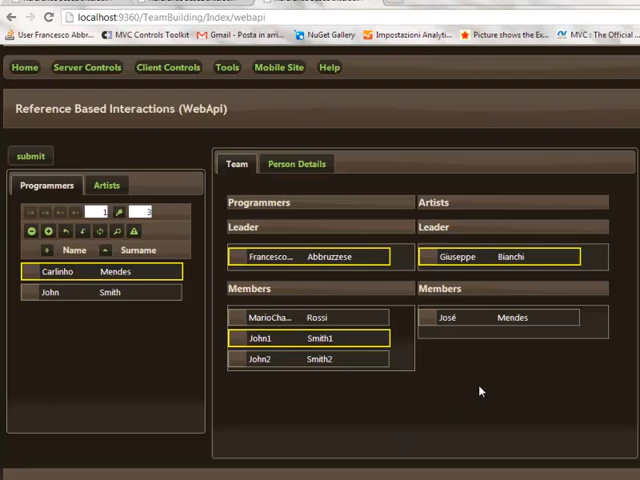 localhost:9360/TeamBuilding/Index/webapi
User Francesco Abbr... MVC Controls Toolkit Gmail - Posta in arri... NuGet Gallery Impostazioni Analytic... Picture shows the Ex... MVC : The Official ...
Home Server Controls Client Controls Tools Mobile Site Help
Reference Based Interactions (WebApi)
submit
Team Person Details
Programmers Artists
1 3
Name Surname
Carlinho Mendes
John Smith
Programmers Artists
Leader Leader
Francesco... Abbruzzese Giuseppe Bianchi
Members Members
MarioCha... Rossi José Mendes
John1 Smith1
John2 Smith2